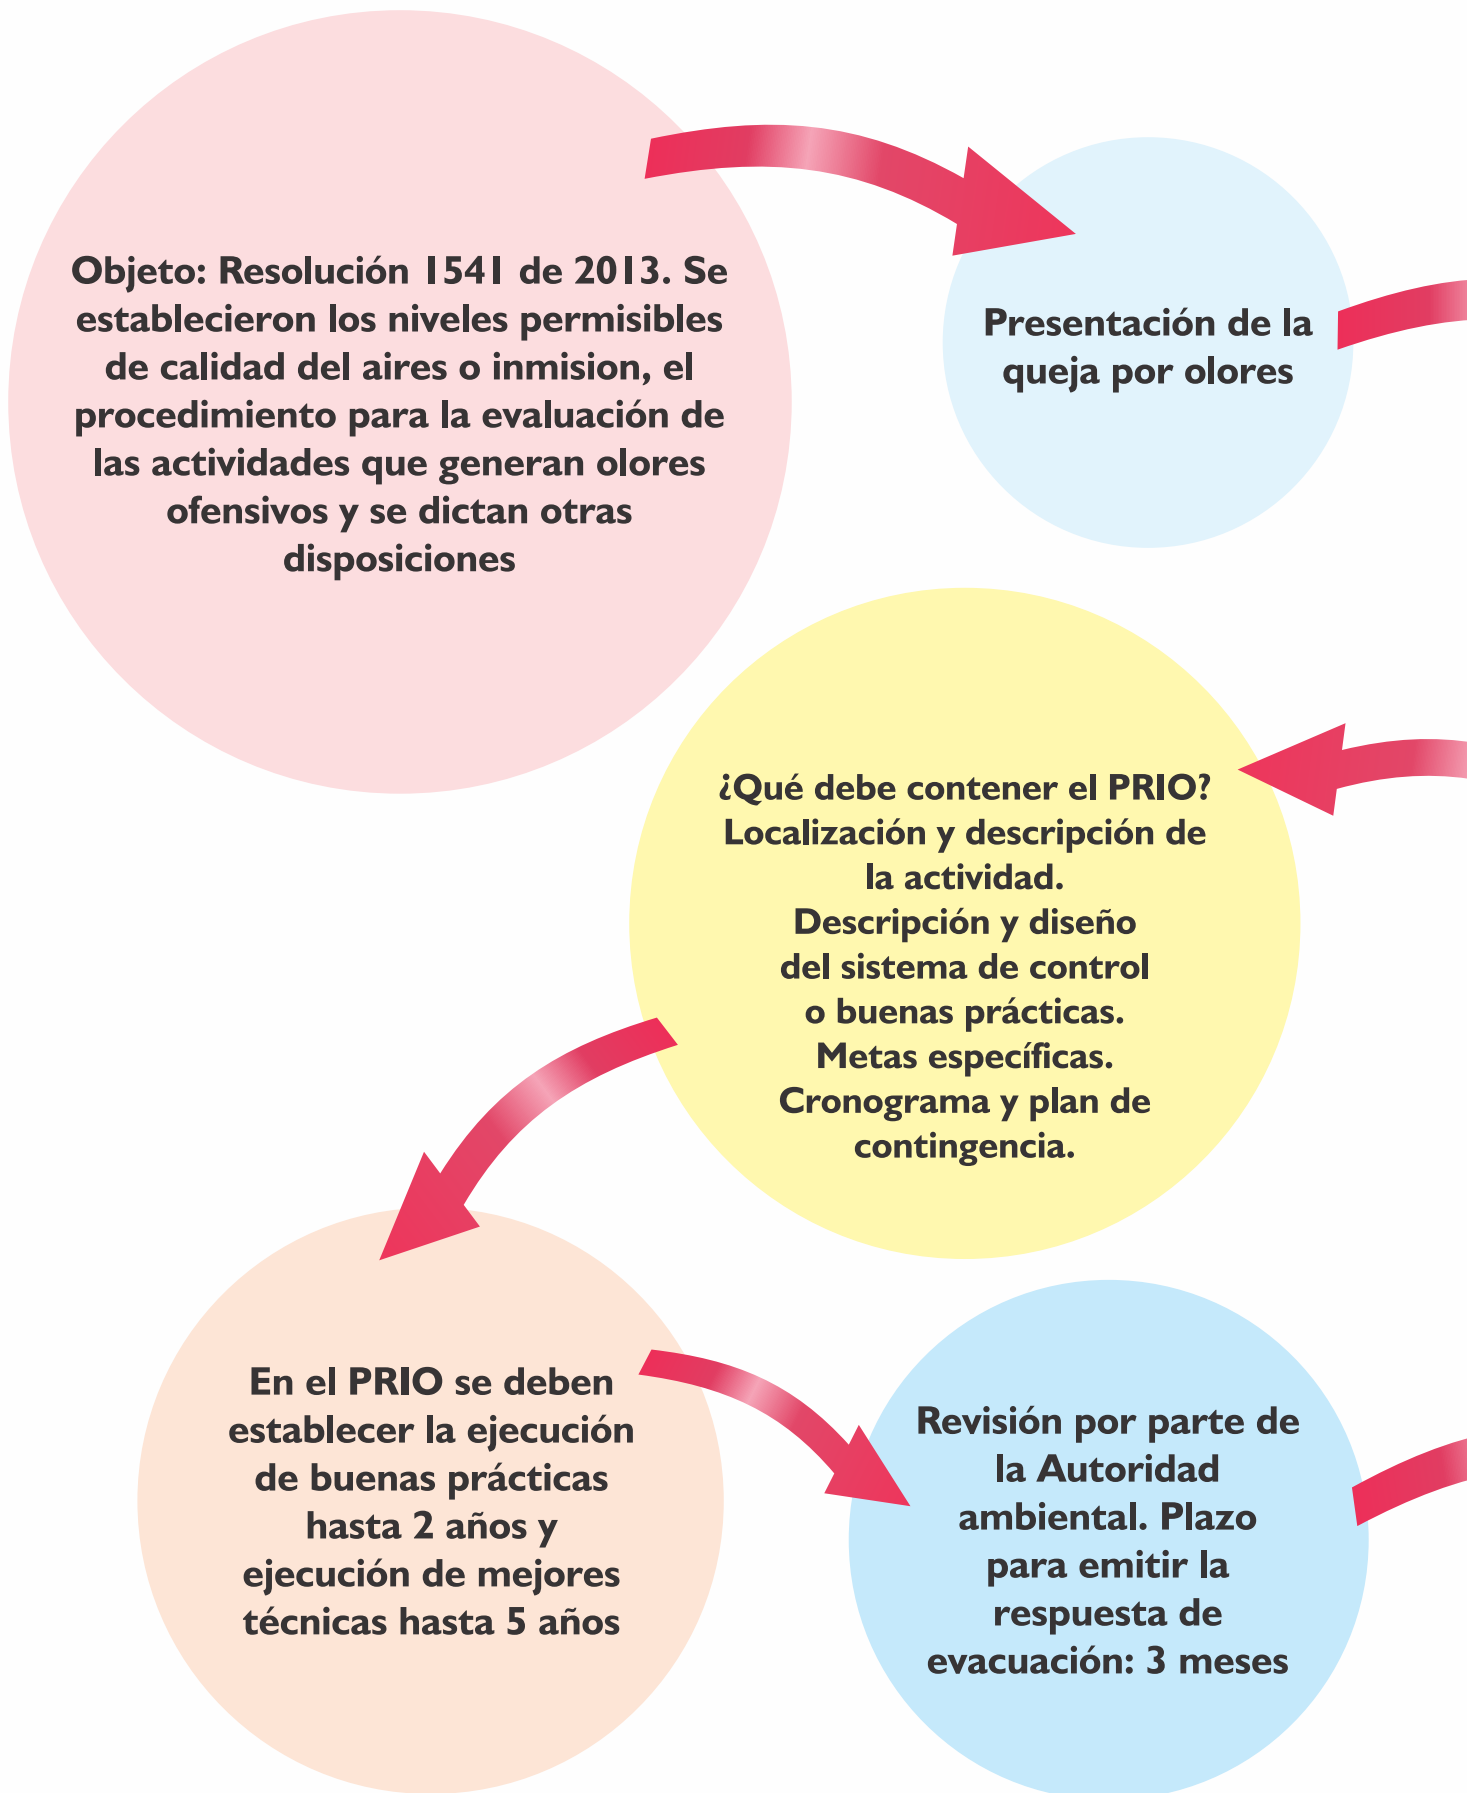 Objeto: Resolución 1541 de 2013. Se
establecieron los niveles permisibles
de calidad del aires o inmision, el
procedimiento para la evaluación de
las actividades que generan olores
ofensivos y se dictan otras
disposiciones
Presentación de la
queja por olores
¿Qué debe contener el PRIO?
Localización y descripción de
la actividad.
Descripción y diseño
del sistema de control
o buenas prácticas.
Metas específicas.
Cronograma y plan de
contingencia.
En el PRIO se deben
establecer la ejecución
de buenas prácticas
hasta 2 años y
ejecución de mejores
técnicas hasta 5 años
Revisión por parte de
la Autoridad
ambiental. Plazo
para emitir la
respuesta de
evacuación: 3 meses